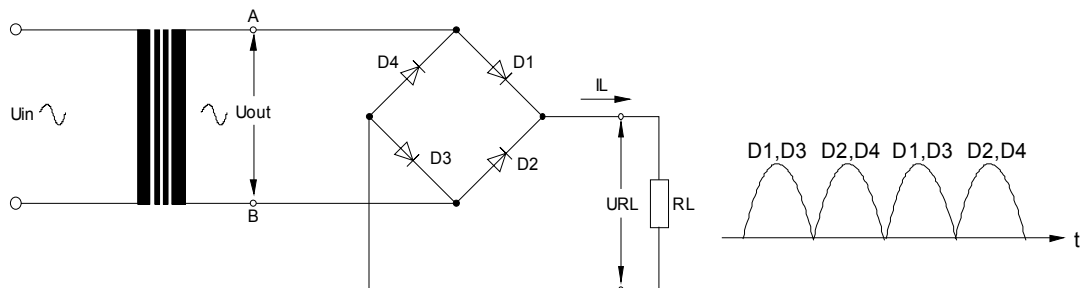 A
D4
D1
IL
Uin
Uout
D3
D2
URL
RL
B
D1,D3 D2,D4 D1,D3 D2,D4
t